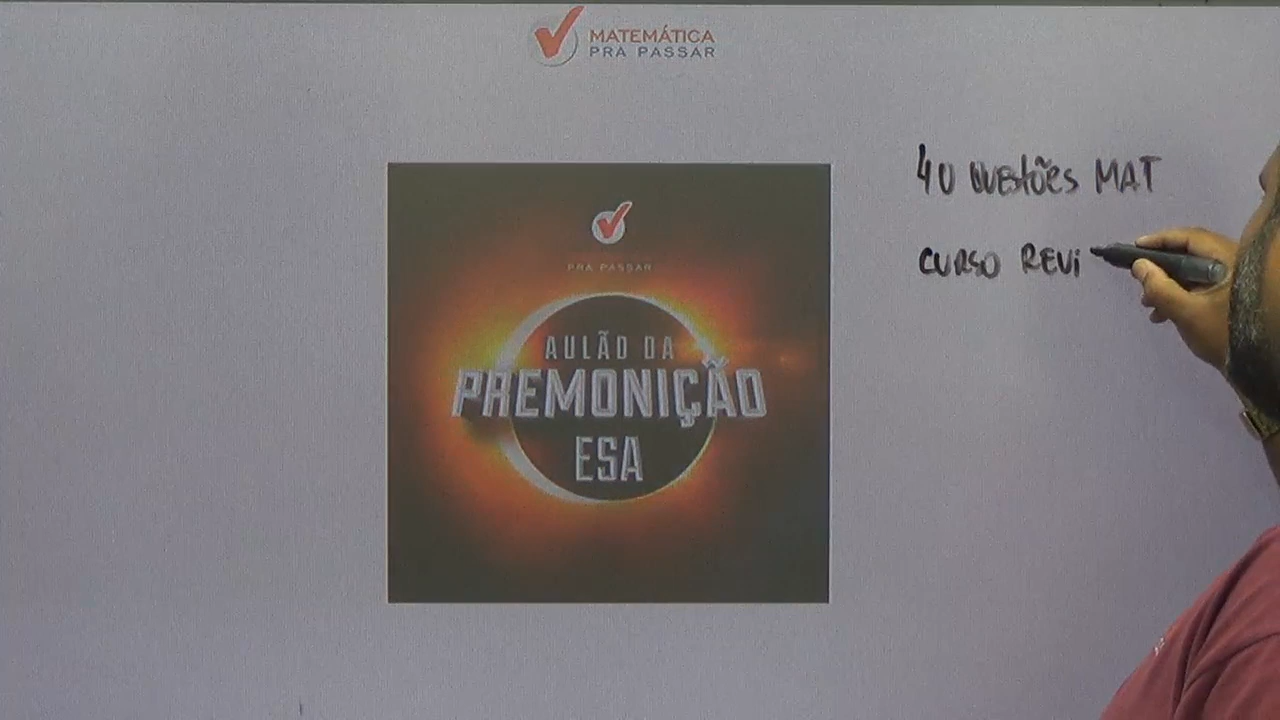 MATEMÁTICA
PRA PASSAR
PRA PASSAR
AULÃO DA
PREMONIÇÃO
ESA
40 QUESTÕES MAT
CURSO REVI